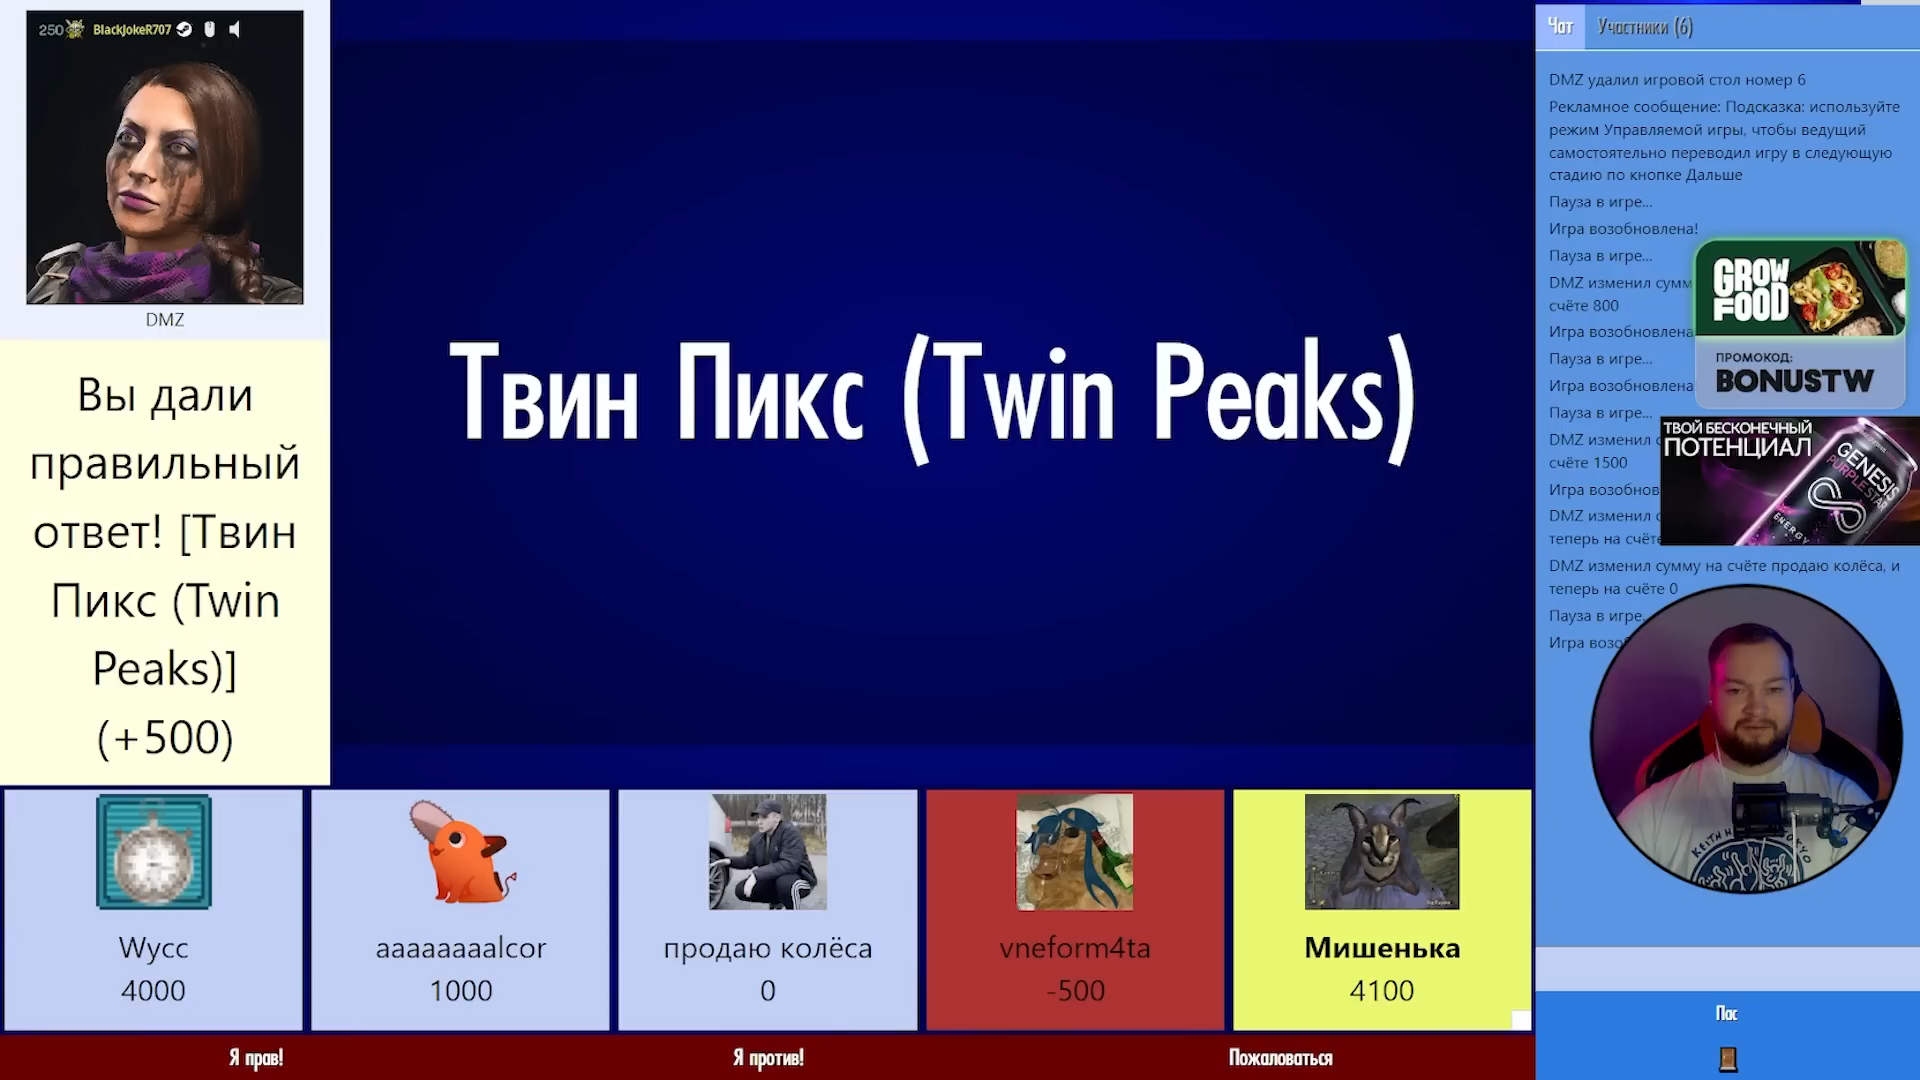 250 BlackJokeR707
DMZ
Вы дали
правильный
ответ! [Твин
Пикс (Twin
Peaks)]
(+500)
Твин Пикс (Twin Peaks)
Wycc
4000
aaaaaaaalcor
1000
продаю колёса
0
vneform4ta
-500
Мишенька
4100
Я прав!
Я против!
Пожаловаться
Чат
Участники (6)
DMZ удалил игровой стол номер 6
Рекламное сообщение: Подсказка: используйте
режим Управляемой игры, чтобы ведущий
самостоятельно переводил игру в следующую
стадию по кнопке Дальше
Пауза в игре...
Игра возобновлена!
Пауза в игре...
DMZ изменил сумм
счёте 800
Игра возобновлена
Пауза в игре...
Игра возобновлена
Пауза в игре...
DMZ изменил
счёте 1500
Игра возобнов
DMZ изменил
теперь на счёте
DMZ изменил сумму на счёте продаю колёса, и
теперь на счёте 0
Пауза в игре...
Игра возо
GROW
FOOD
ПРОМОКОД:
BONUSTW
ТВОЙ БЕСКОНЕЧНЫЙ
ПОТЕНЦИАЛ
GENESIS
PURPLE STAR
ENERGY
Пас